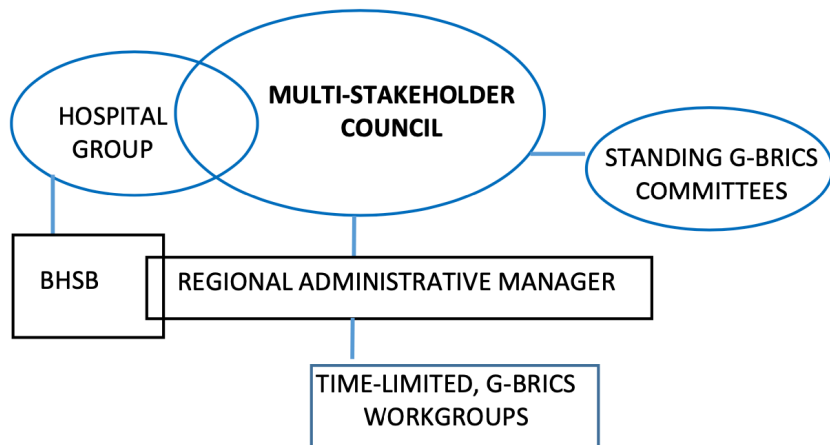 MULTI-STAKEHOLDER
COUNCIL
HOSPITAL
GROUP
STANDING G-BRICS
COMMITTEES
BHSB
REGIONAL ADMINISTRATIVE MANAGER
TIME-LIMITED, G-BRICS
WORKGROUPS